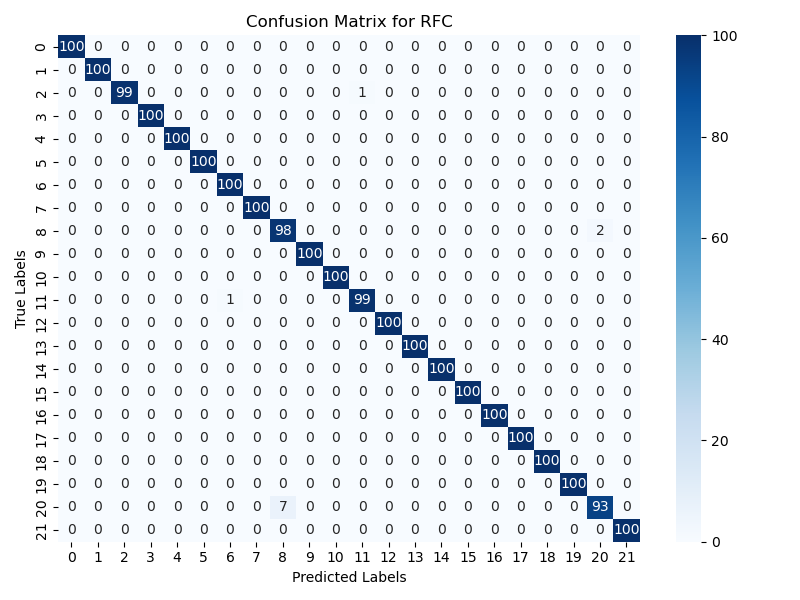 Confusion Matrix for RFC
0 100 0 0 0 0 0 0 0 0 0 0 0 0 0 0 0 0 0 0 0 0 0
1 0 100 0 0 0 0 0 0 0 0 0 0 0 0 0 0 0 0 0 0 0 0
2 0 0 99 0 0 0 0 0 0 0 0 1 0 0 0 0 0 0 0 0 0 0
3 0 0 0 100 0 0 0 0 0 0 0 0 0 0 0 0 0 0 0 0 0 0
4 0 0 0 0 100 0 0 0 0 0 0 0 0 0 0 0 0 0 0 0 0 0
5 0 0 0 0 0 100 0 0 0 0 0 0 0 0 0 0 0 0 0 0 0 0
6 0 0 0 0 0 0 100 0 0 0 0 0 0 0 0 0 0 0 0 0 0 0
7 0 0 0 0 0 0 0 100 0 0 0 0 0 0 0 0 0 0 0 0 0 0
8 0 0 0 0 0 0 0 0 98 0 0 0 0 0 0 0 0 0 0 0 2 0
9 0 0 0 0 0 0 0 0 0 100 0 0 0 0 0 0 0 0 0 0 0 0
10 0 0 0 0 0 0 0 0 0 0 100 0 0 0 0 0 0 0 0 0 0 0
11 0 0 0 0 0 0 1 0 0 0 0 99 0 0 0 0 0 0 0 0 0 0
12 0 0 0 0 0 0 0 0 0 0 0 0 100 0 0 0 0 0 0 0 0 0
13 0 0 0 0 0 0 0 0 0 0 0 0 0 100 0 0 0 0 0 0 0 0
14 0 0 0 0 0 0 0 0 0 0 0 0 0 0 100 0 0 0 0 0 0 0
15 0 0 0 0 0 0 0 0 0 0 0 0 0 0 0 100 0 0 0 0 0 0
16 0 0 0 0 0 0 0 0 0 0 0 0 0 0 0 0 100 0 0 0 0 0
17 0 0 0 0 0 0 0 0 0 0 0 0 0 0 0 0 0 100 0 0 0 0
18 0 0 0 0 0 0 0 0 0 0 0 0 0 0 0 0 0 0 100 0 0 0
19 0 0 0 0 0 0 0 0 0 0 0 0 0 0 0 0 0 0 0 100 0 0
20 0 0 0 0 0 0 0 0 7 0 0 0 0 0 0 0 0 0 0 0 93 0
21 0 0 0 0 0 0 0 0 0 0 0 0 0 0 0 0 0 0 0 0 0 100
0 1 2 3 4 5 6 7 8 9 10 11 12 13 14 15 16 17 18 19 20 21
Predicted Labels
True Labels
100
80
60
40
20
0